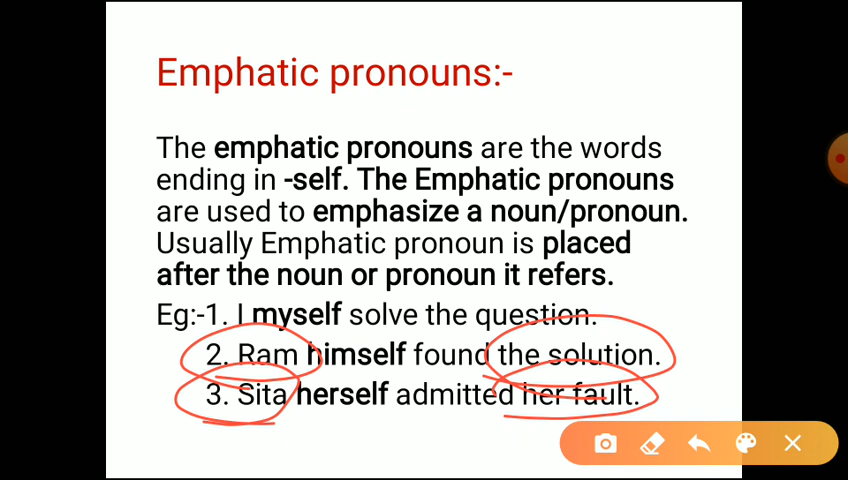 Emphatic pronouns:-
The emphatic pronouns are the words
ending in -self. The Emphatic pronouns
are used to emphasize a noun/pronoun.
Usually Emphatic pronoun is placed
after the noun or pronoun it refers.
Eg:-1. I myself solve the question.
2. Ram himself found the solution.
3. Sita herself admitted her fault.